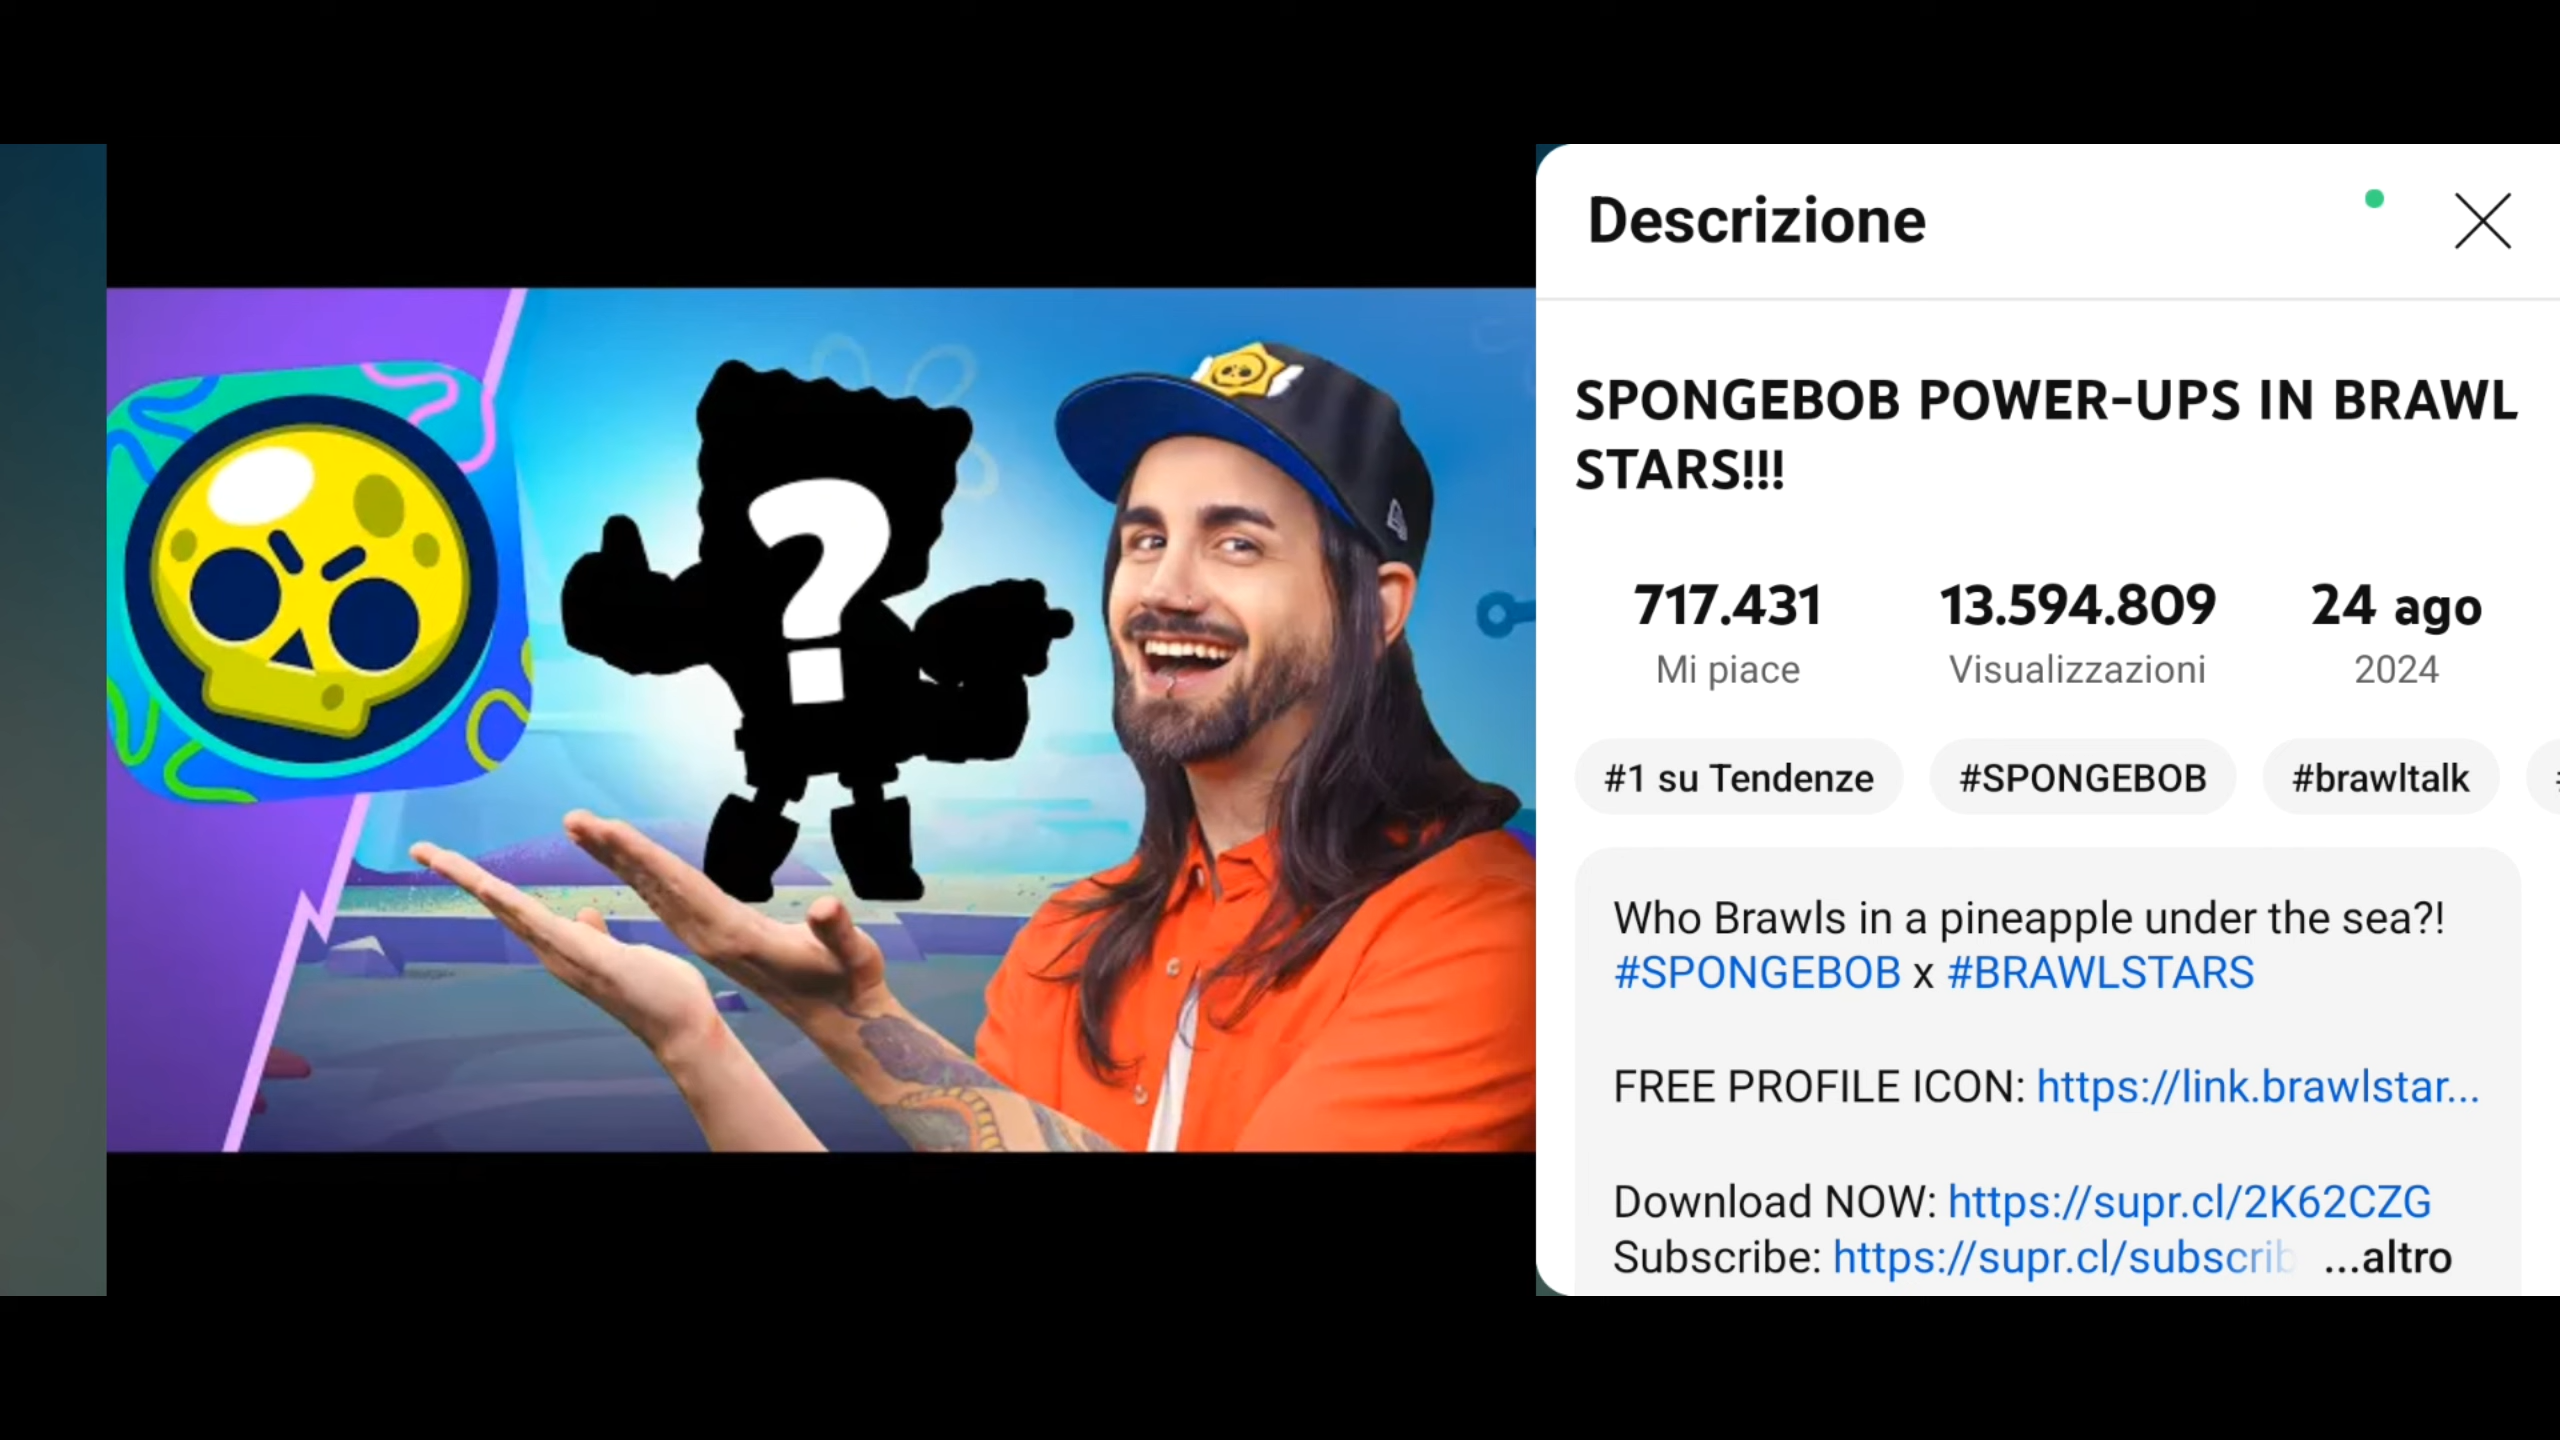 ?
Descrizione
SPONGEBOB POWER-UPS IN BRAWL
STARS!!!
717.431 13.594.809 24 ago
Mi piace Visualizzazioni 2024
#1 su Tendenze #SPONGEBOB #brawltalk #
Who Brawls in a pineapple under the sea?!
#SPONGEBOB x #BRAWLSTARS
FREE PROFILE ICON: https://link.brawlstar...
Download NOW: https://supr.cl/2K62CZG
Subscribe: https://supr.cl/subscrib ...altro